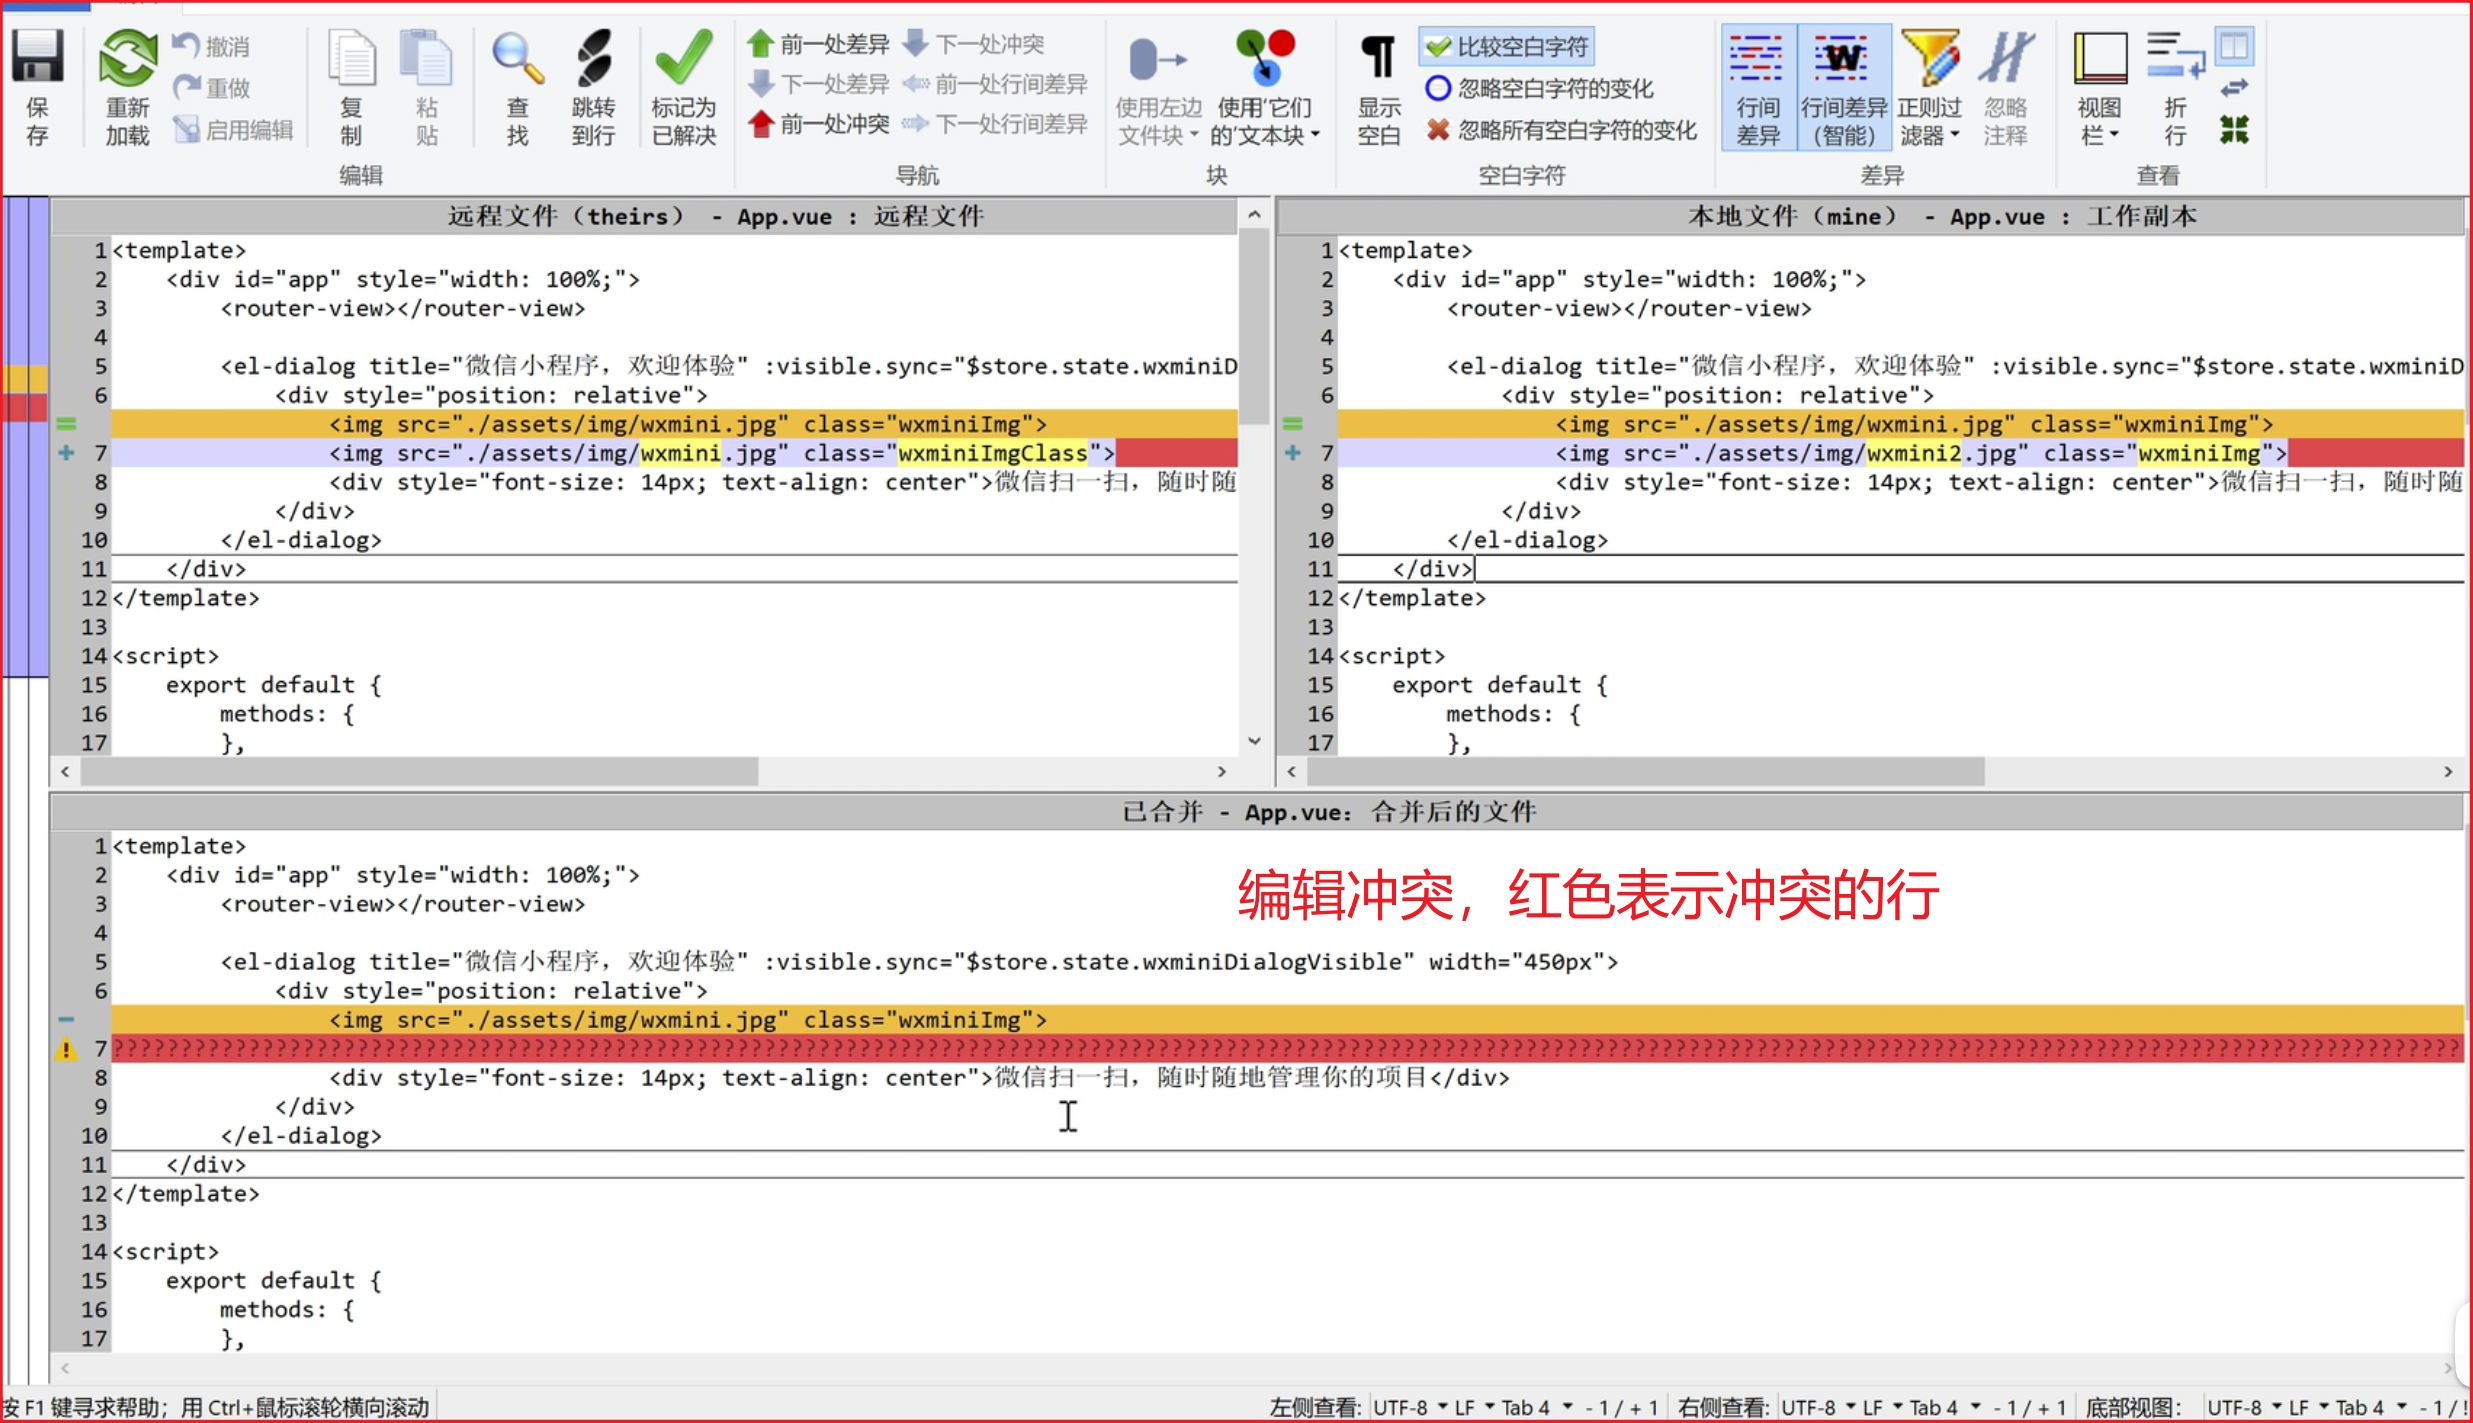 保存
重新加载
撤消
重做
启用编辑
复制
粘贴
查找
跳转到行
标记为已解决
编辑
前一处差异
下一处冲突
下一处差异
前一处行间差异
前一处冲突
下一处行间差异
导航
使用左边文件块
使用'它们的'文本块
块
显示空白
比较空白字符
忽略空白字符的变化
忽略所有空白字符的变化
空白字符
行间差异
行间差异（智能）
正则过滤器
忽略注释
差异
视图栏
折行
查看
远程文件（theirs） - App.vue : 远程文件
1 <template>
2 <div id="app" style="width: 100%;">
3 <router-view></router-view>
4
5 <el-dialog title="微信小程序，欢迎体验" :visible.sync="$store.state.wxminiD
6 <div style="position: relative">
<img src="./assets/img/wxmini.jpg" class="wxminiImg">
7 <img src="./assets/img/wxmini.jpg" class="wxminiImgClass">
8 <div style="font-size: 14px; text-align: center">微信扫一扫，随时随
9 </div>
10 </el-dialog>
11 </div>
12 </template>
13
14 <script>
15 export default {
16 methods: {
17 },
本地文件（mine） - App.vue : 工作副本
1 <template>
2 <div id="app" style="width: 100%;">
3 <router-view></router-view>
4
5 <el-dialog title="微信小程序，欢迎体验" :visible.sync="$store.state.wxminiD
6 <div style="position: relative">
<img src="./assets/img/wxmini.jpg" class="wxminiImg">
7 <img src="./assets/img/wxmini2.jpg" class="wxminiImg">
8 <div style="font-size: 14px; text-align: center">微信扫一扫，随时随
9 </div>
10 </el-dialog>
11 </div>
12 </template>
13
14 <script>
15 export default {
16 methods: {
17 },
已合并 - App.vue: 合并后的文件
1 <template>
2 <div id="app" style="width: 100%;">
3 <router-view></router-view>
4
编辑冲突，红色表示冲突的行
5 <el-dialog title="微信小程序，欢迎体验" :visible.sync="$store.state.wxminiDialogVisible" width="450px">
6 <div style="position: relative">
<img src="./assets/img/wxmini.jpg" class="wxminiImg">
7 ??????????????????????????????????????????????????????????????????????????????????????????????????????????????????????????????????????????????????????????????????????????????
8 <div style="font-size: 14px; text-align: center">微信扫一扫，随时随地管理你的项目</div>
9 </div>
10 </el-dialog>
11 </div>
12 </template>
13
14 <script>
15 export default {
16 methods: {
17 },
按 F1 键寻求帮助；用 Ctrl+鼠标滚轮横向滚动
左侧查看: UTF-8 LF Tab 4 - 1 / + 1 右侧查看: UTF-8 LF Tab 4 - 1 / + 1 底部视图: UTF-8 LF Tab 4 - 1 / !